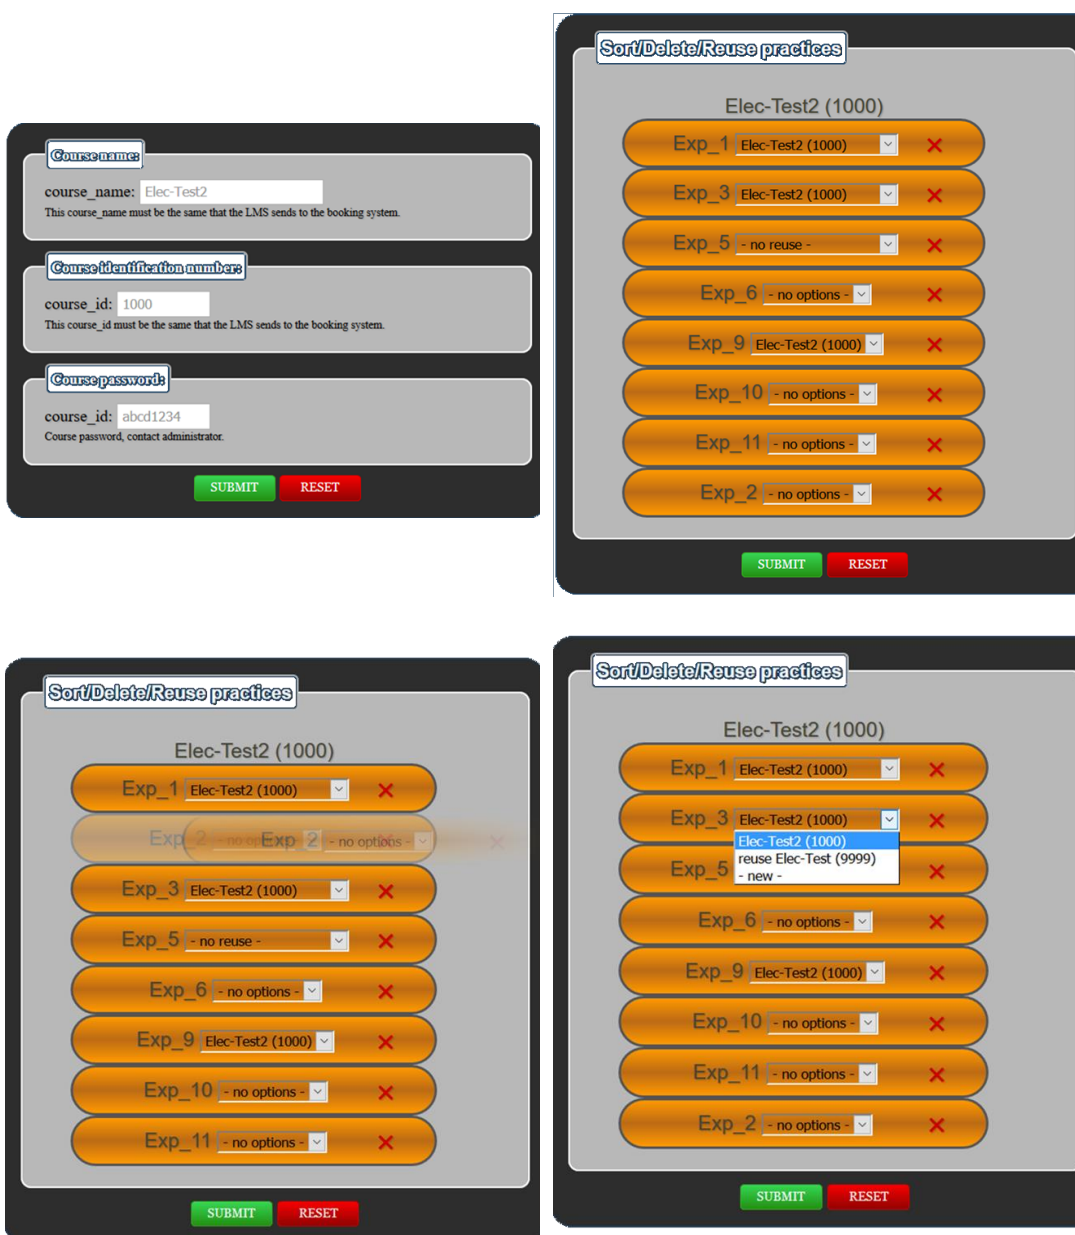 Course name:
course_name: Elec-Test2
This course_name must be the same that the LMS sends to the booking system.
Course identification number:
course_id: 1000
This course_id must be the same that the LMS sends to the booking system.
Course password:
course_id: abcd1234
Course password, contact administrator.
SUBMIT RESET
Sort/Delete/Reuse practices
Elec-Test2 (1000)
Exp_1 Elec-Test2 (1000)
Exp_3 Elec-Test2 (1000)
Exp_5 - no reuse -
Exp_6 - no options -
Exp_9 Elec-Test2 (1000)
Exp_10 - no options -
Exp_11 - no options -
Exp_2 - no options -
SUBMIT RESET
Sort/Delete/Reuse practices
Elec-Test2 (1000)
Exp_1 Elec-Test2 (1000)
Exp_2 - no options -
Exp_3 Elec-Test2 (1000)
Exp_5 - no reuse -
Exp_6 - no options -
Exp_9 Elec-Test2 (1000)
Exp_10 - no options -
Exp_11 - no options -
SUBMIT RESET
Sort/Delete/Reuse practices
Elec-Test2 (1000)
Exp_1 Elec-Test2 (1000)
Exp_3 Elec-Test2 (1000)
Elec-Test2 (1000)
reuse Elec-Test (9999)
Exp_5 - new -
Exp_6 - no options -
Exp_9 Elec-Test2 (1000)
Exp_10 - no options -
Exp_11 - no options -
Exp_2 - no options -
SUBMIT RESET